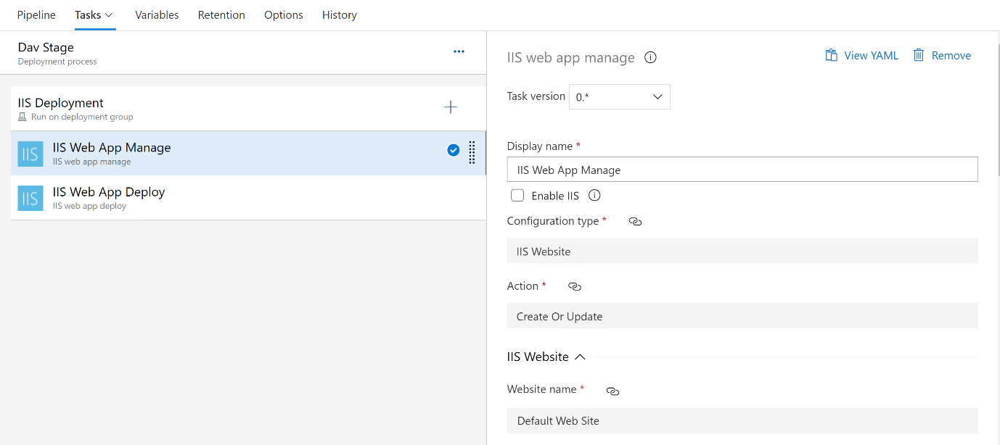 Pipeline Tasks Variables Retention Options History
Dav Stage
Deployment process
IIS Deployment
Run on deployment group
IIS
IIS Web App Manage
IIS web app manage
IIS
IIS Web App Deploy
IIS web app deploy
IIS web app manage
View YAML Remove
Task version 0.*
Display name *
IIS Web App Manage
Enable IIS
Configuration type *
IIS Website
Action *
Create Or Update
IIS Website
Website name *
Default Web Site